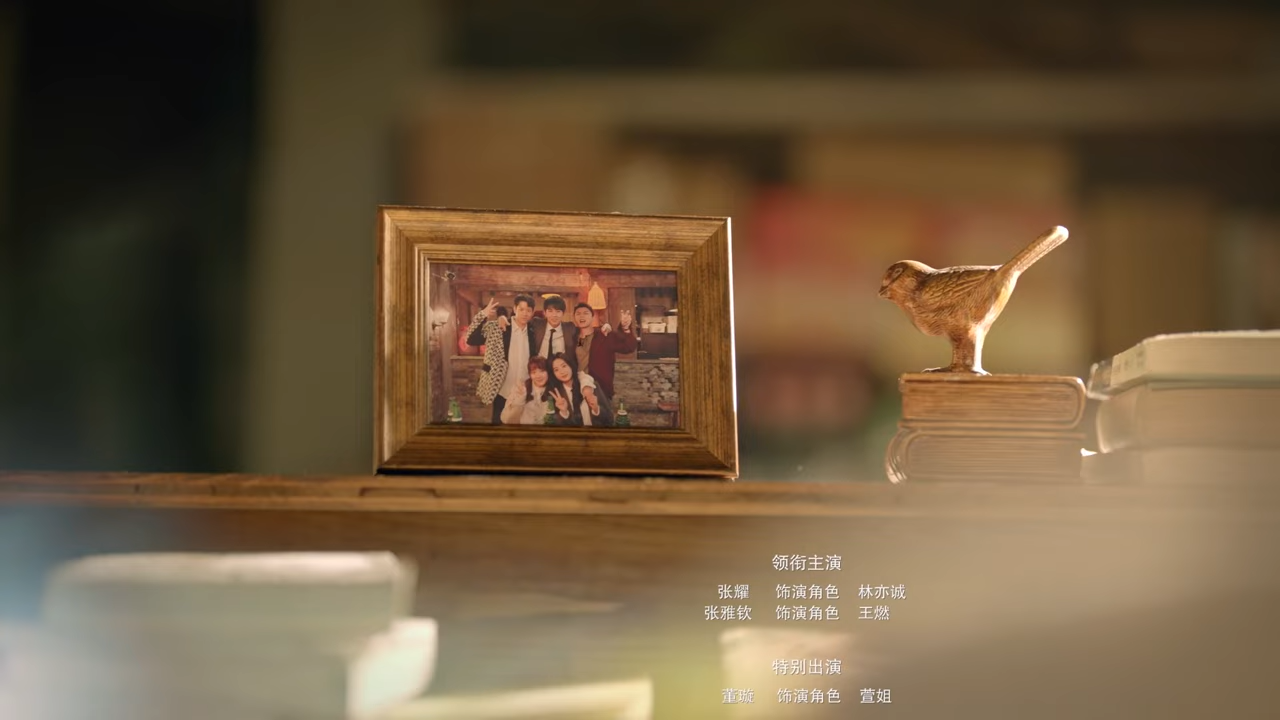 领衔主演
张耀 饰演角色 林亦诚
张雅钦 饰演角色 王燃
特别出演
董璇 饰演角色 萱姐